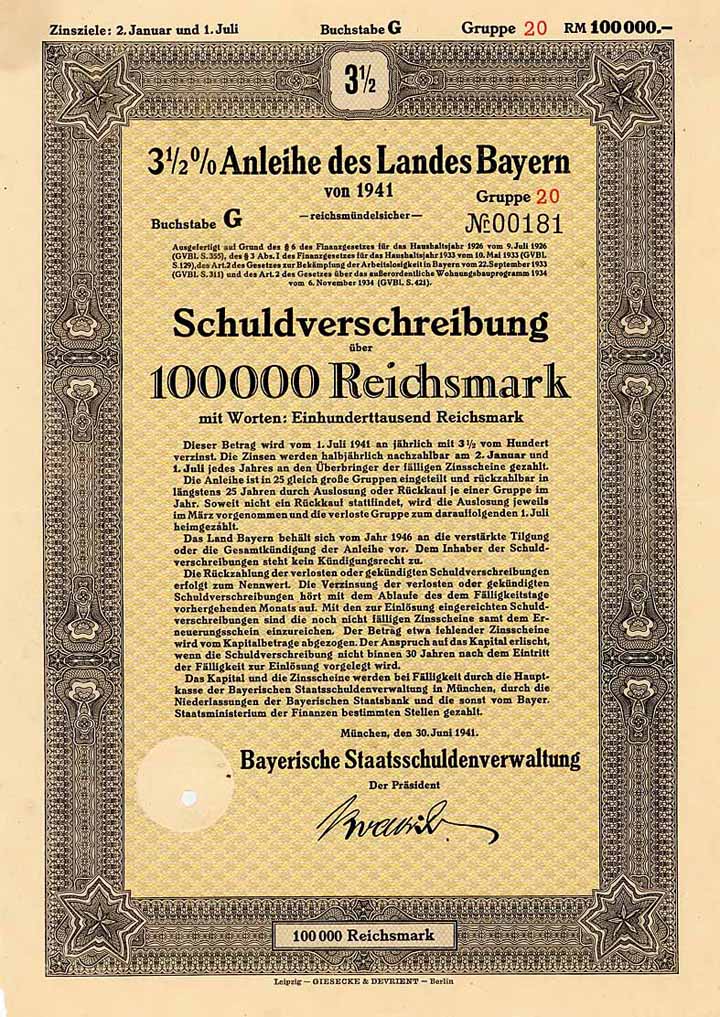 Zinsziele: 2. Januar und 1. Juli Buchstabe G Gruppe 20 RM 100 000.–
3½
3½% Anleihe des Landes Bayern
von 1941
Gruppe 20
Buchstabe G —reichsmündelsicher— № 00181
Ausgefertigt auf Grund des § 6 des Finanzgesetzes für das Haushaltsjahr 1926 vom 9. Juli 1926
(GVBl. S. 355), des § 3 Abs. I des Finanzgesetzes für das Haushaltsjahr 1933 vom 10. Mai 1933 (GVBl.
S. 129), des Art. 2 des Gesetzes zur Bekämpfung der Arbeitslosigkeit in Bayern vom 22. September 1933
(GVBl. S. 311) und des Art. 2 des Gesetzes über das außerordentliche Wohnungsbauprogramm 1934
vom 6. November 1934 (GVBl. S. 421).
Schuldverschreibung
über
100000 Reichsmark
mit Worten: Einhunderttausend Reichsmark
Dieser Betrag wird vom 1. Juli 1941 an jährlich mit 3½ vom Hundert
verzinst. Die Zinsen werden halbjährlich nachzahlbar am 2. Januar und
1. Juli jedes Jahres an den Überbringer der fälligen Zinsscheine gezahlt.
Die Anleihe ist in 25 gleich große Gruppen eingeteilt und rückzahlbar in
längstens 25 Jahren durch Auslosung oder Rückkauf je einer Gruppe im
Jahr. Soweit nicht ein Rückkauf stattfindet, wird die Auslosung jeweils
im März vorgenommen und die verloste Gruppe zum darauffolgenden 1. Juli
heimgezahlt.
Das Land Bayern behält sich vom Jahr 1946 an die verstärkte Tilgung
oder die Gesamtkündigung der Anleihe vor. Dem Inhaber der Schuld-
verschreibungen steht kein Kündigungsrecht zu.
Die Rückzahlung der verlosten oder gekündigten Schuldverschreibungen
erfolgt zum Nennwert. Die Verzinsung der verlosten oder gekündigten
Schuldverschreibungen hört mit dem Ablaufe des dem Fälligkeitstage
vorhergehenden Monats auf. Mit den zur Einlösung eingereichten Schuld-
verschreibungen sind die noch nicht fälligen Zinsscheine samt dem Er-
neuerungsschein einzureichen. Der Betrag etwa fehlender Zinsscheine
wird vom Kapitalbetrage abgezogen. Der Anspruch auf das Kapital erlischt,
wenn die Schuldverschreibung nicht binnen 30 Jahren nach dem Eintritt
der Fälligkeit zur Einlösung vorgelegt wird.
Das Kapital und die Zinsscheine werden bei Fälligkeit durch die Haupt-
kasse der Bayerischen Staatsschuldenverwaltung in München, durch die
Niederlassungen der Bayerischen Staatsbank und die sonst vom Bayer.
Staatsministerium der Finanzen bestimmten Stellen gezahlt.
München, den 30. Juni 1941.
Bayerische Staatsschuldenverwaltung
Der Präsident
100 000 Reichsmark
Leipzig – GIESECKE & DEVRIENT – Berlin